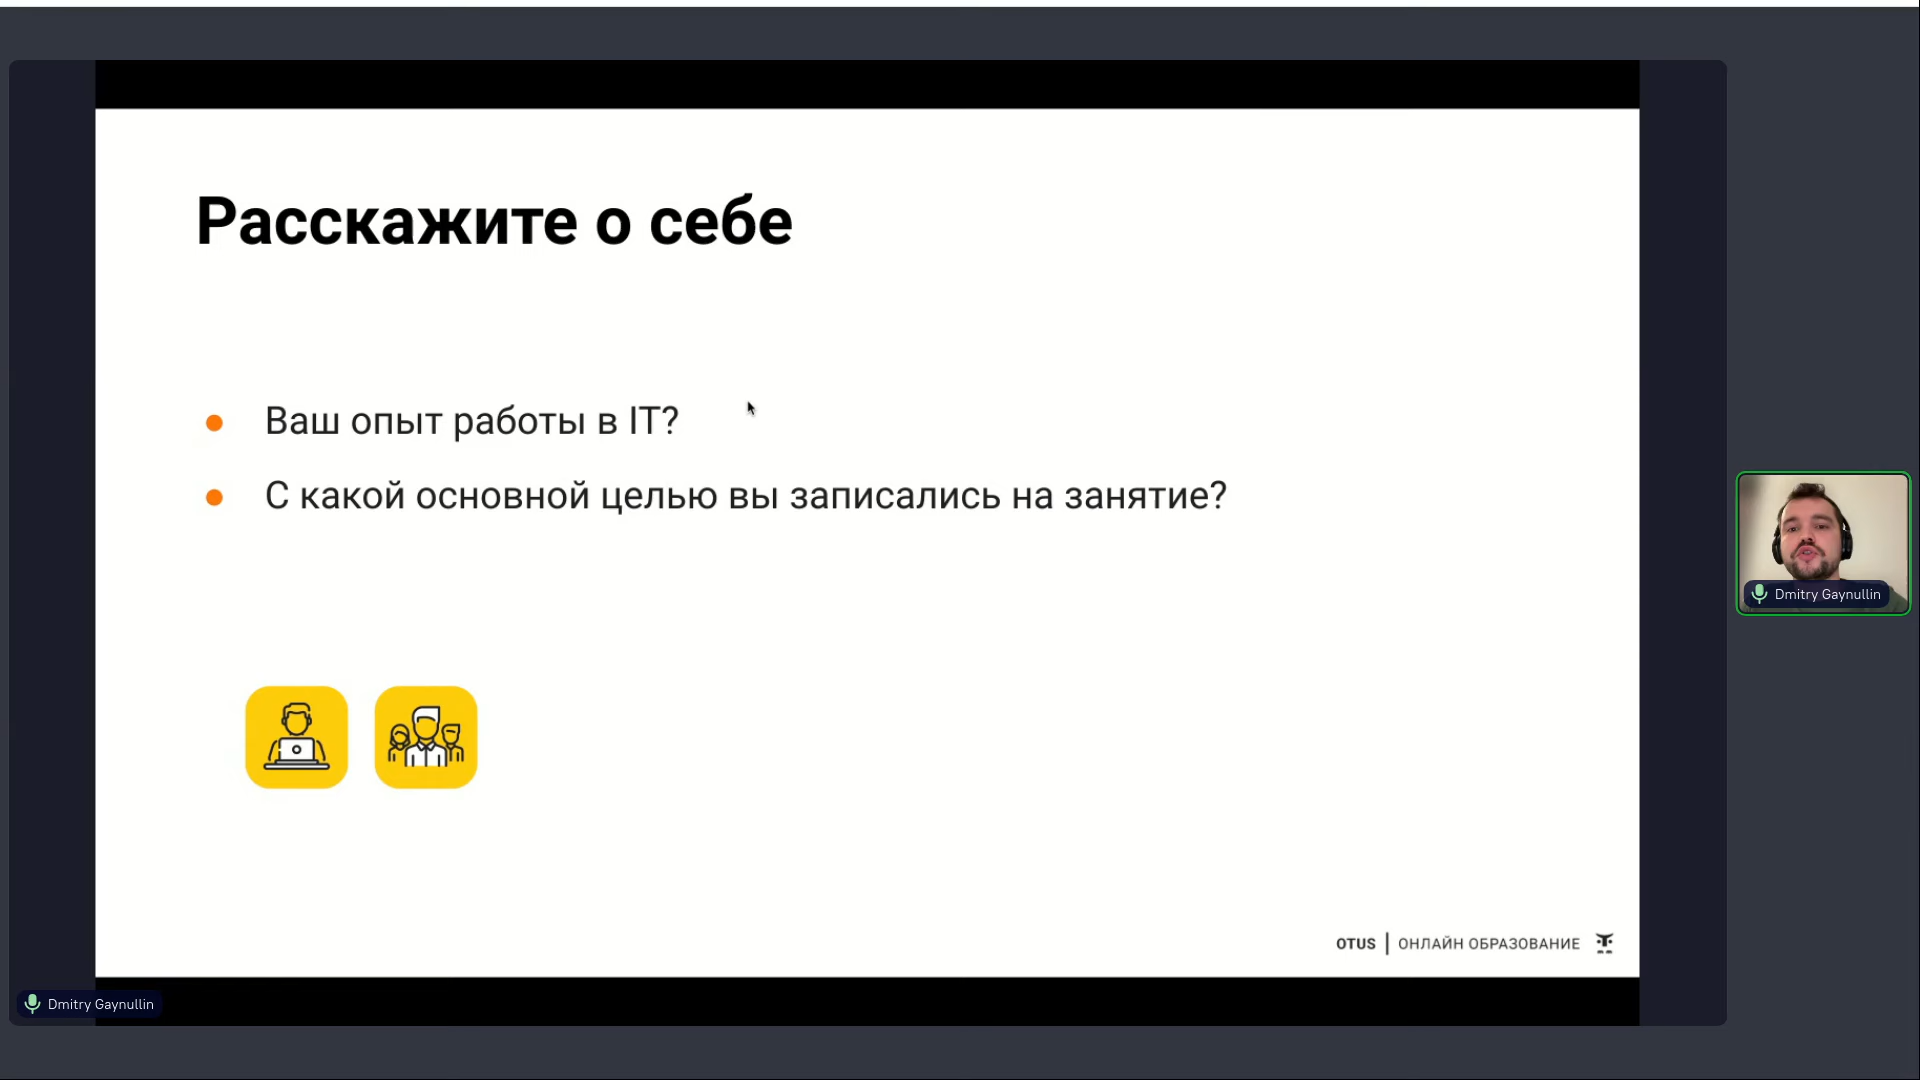 Расскажите о себе
Ваш опыт работы в IT?
С какой основной целью вы записались на занятие?
Dmitry Gaynullin
OTUS | ОНЛАЙН ОБРАЗОВАНИЕ
Dmitry Gaynullin